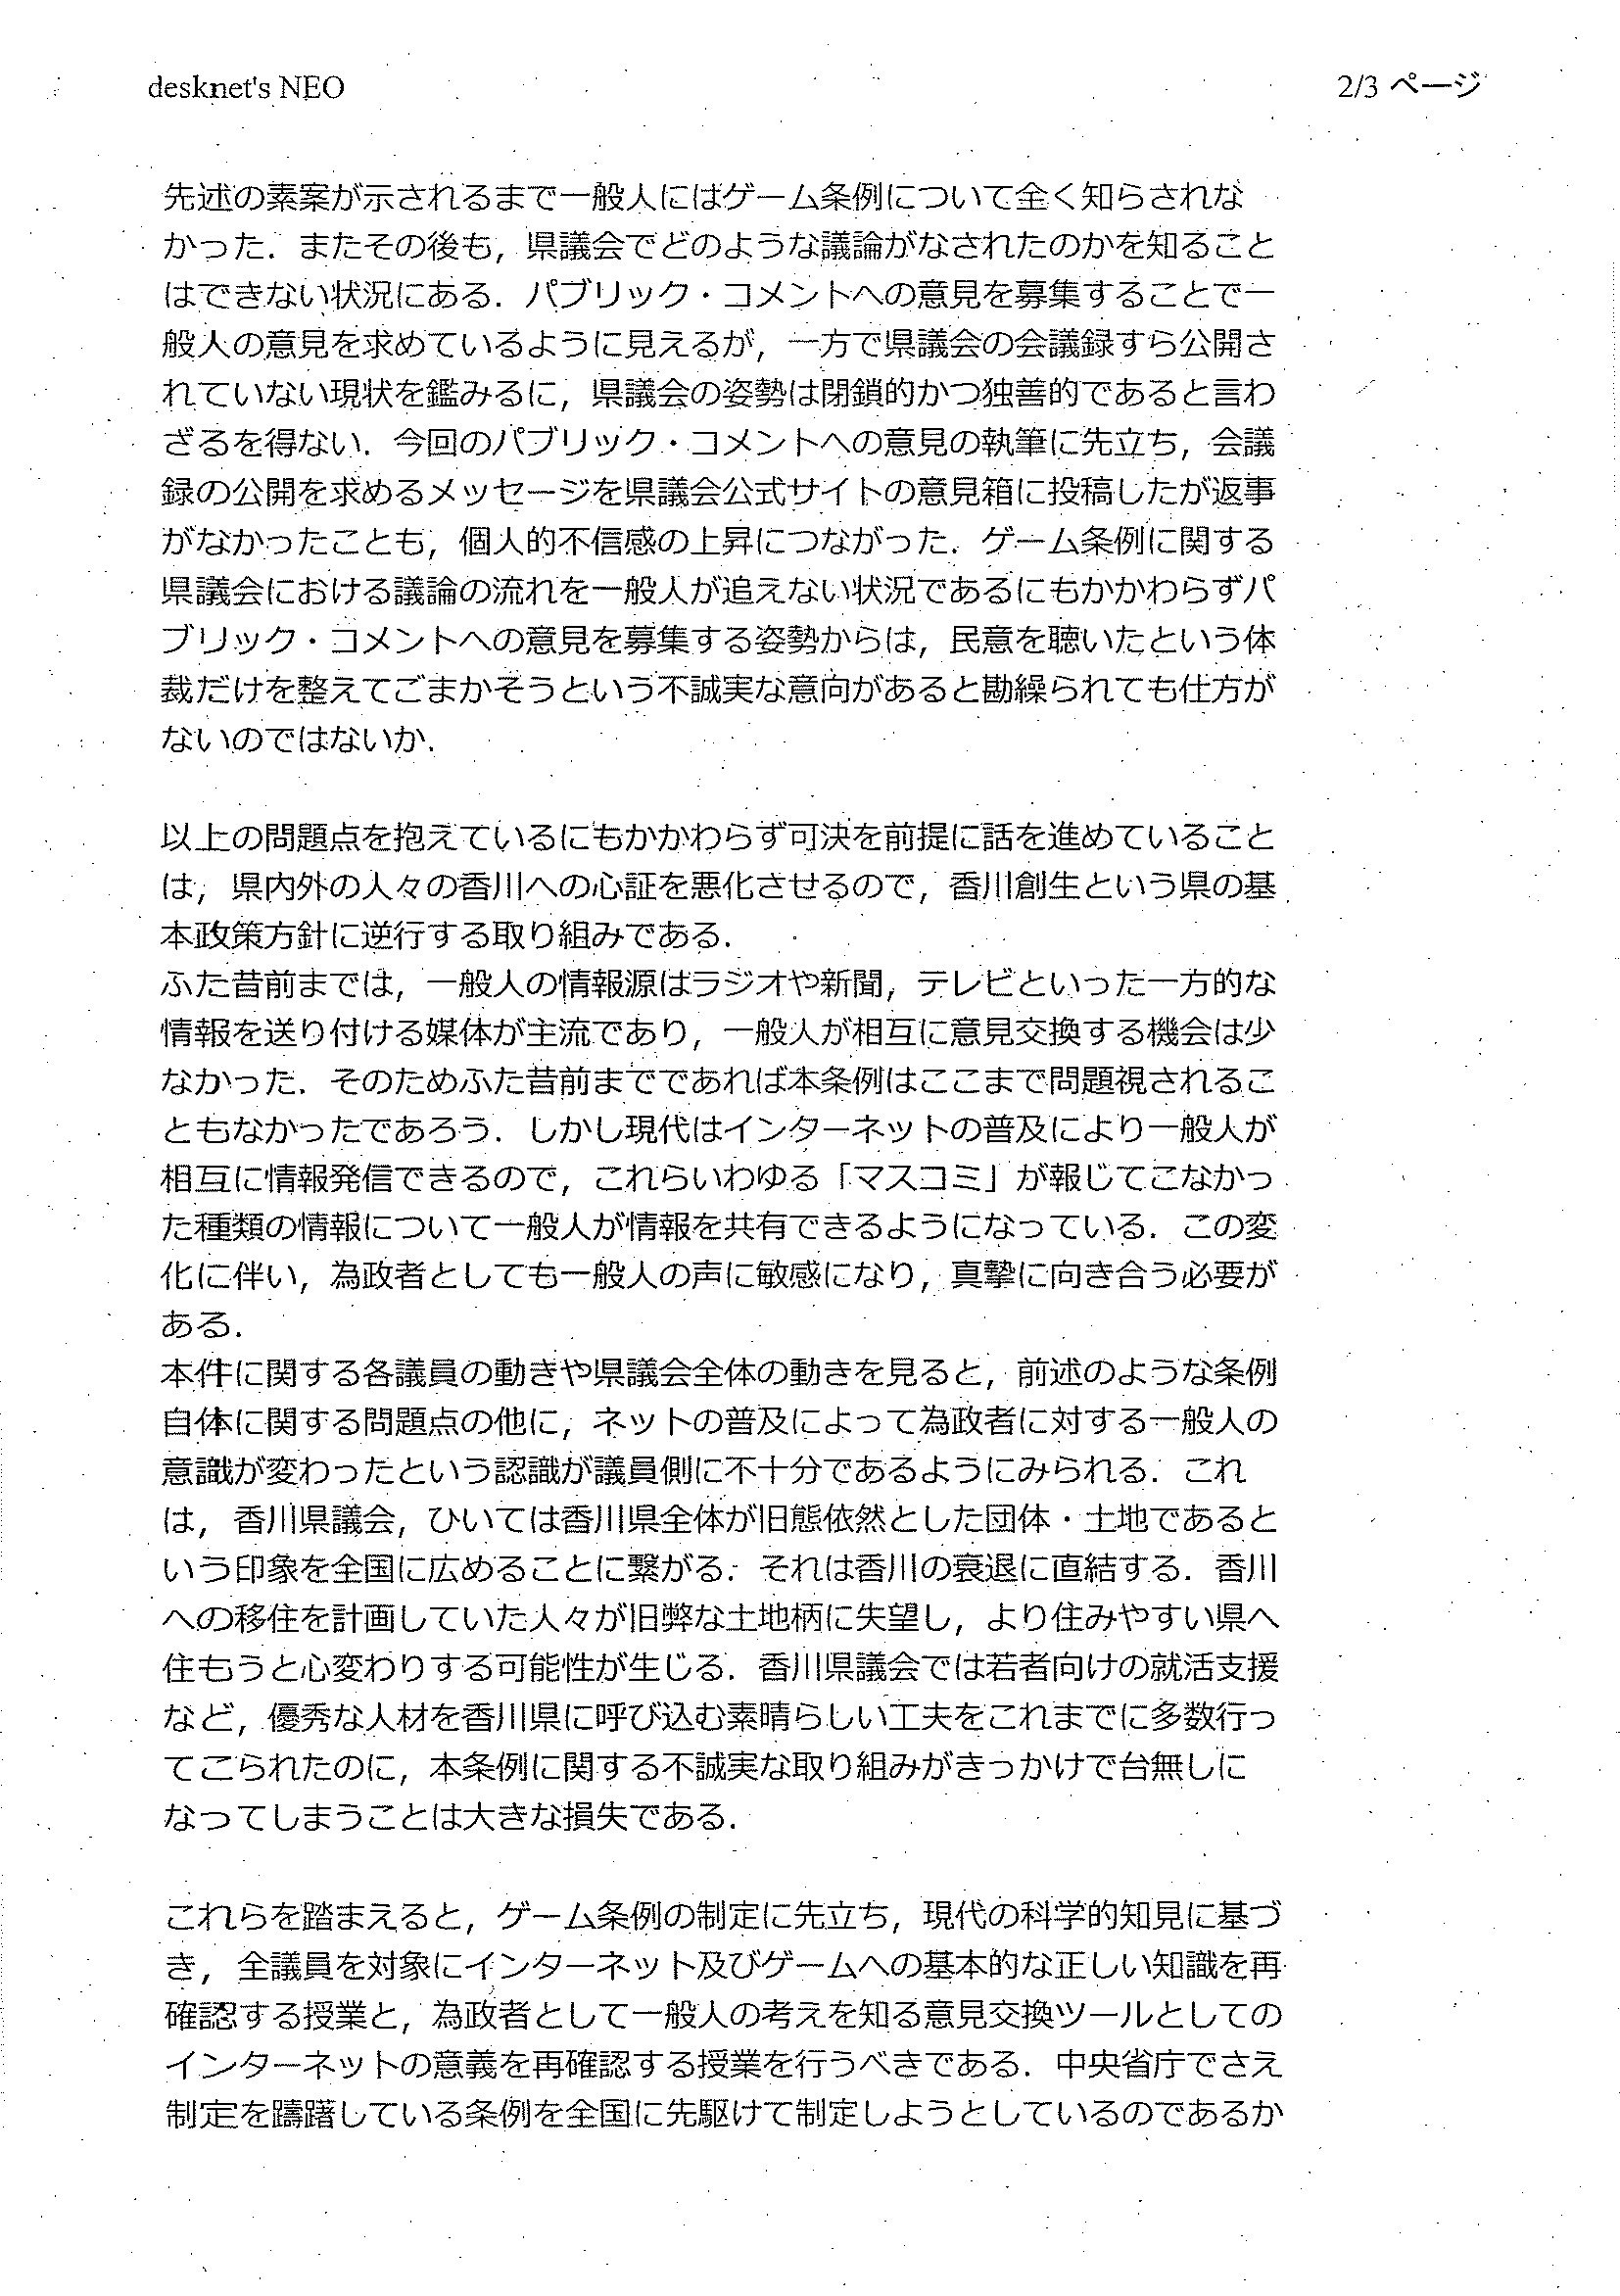 desknet's NEO
2/3 ページ
先述の素案が示されるまで一般人にはゲーム条例について全く知らされな
かった．またその後も，県議会でどのような議論がなされたのかを知ること
はできない状況にある．パブリック・コメントへの意見を募集することで一
般人の意見を求めているように見えるが，一方で県議会の会議録すら公開さ
れていない現状を鑑みるに，県議会の姿勢は閉鎖的かつ独善的であると言わ
ざるを得ない．今回のパブリック・コメントへの意見の執筆に先立ち，会議
録の公開を求めるメッセージを県議会公式サイトの意見箱に投稿したが返事
がなかったことも，個人的不信感の上昇につながった．ゲーム条例に関する
県議会における議論の流れを一般人が追えない状況であるにもかかわらずパ
ブリック・コメントへの意見を募集する姿勢からは，民意を聴いたという体
裁だけを整えてごまかそうという不誠実な意向があると勘繰られても仕方が
ないのではないか．
以上の問題点を抱えているにもかかわらず可決を前提に話を進めていること
は，県内外の人々の香川への心証を悪化させるので，香川創生という県の基
本政策方針に逆行する取り組みである．
ふた昔前までは，一般人の情報源はラジオや新聞，テレビといった一方的な
情報を送り付ける媒体が主流であり，一般人が相互に意見交換する機会は少
なかった．そのためふた昔前までであれば本条例はここまで問題視されるこ
ともなかったであろう．しかし現代はインターネットの普及により一般人が
相互に情報発信できるので，これらいわゆる「マスコミ」が報じてこなかっ
た種類の情報について一般人が情報を共有できるようになっている．この変
化に伴い，為政者としても一般人の声に敏感になり，真摯に向き合う必要が
ある．
本件に関する各議員の動きや県議会全体の動きを見ると，前述のような条例
自体に関する問題点の他に，ネットの普及によって為政者に対する一般人の
意識が変わったという認識が議員側に不十分であるようにみられる．これ
は，香川県議会，ひいては香川県全体が旧態依然とした団体・土地であると
いう印象を全国に広めることに繋がる．それは香川の衰退に直結する．香川
への移住を計画していた人々が旧弊な土地柄に失望し，より住みやすい県へ
住もうと心変わりする可能性が生じる．香川県議会では若者向けの就活支援
など，優秀な人材を香川県に呼び込む素晴らしい工夫をこれまでに多数行っ
てこられたのに，本条例に関する不誠実な取り組みがきっかけで台無しに
なってしまうことは大きな損失である．
これらを踏まえると，ゲーム条例の制定に先立ち，現代の科学的知見に基づ
き，全議員を対象にインターネット及びゲームへの基本的な正しい知識を再
確認する授業と，為政者として一般人の考えを知る意見交換ツールとしての
インターネットの意義を再確認する授業を行うべきである．中央省庁でさえ
制定を躊躇している条例を全国に先駆けて制定しようとしているのであるか